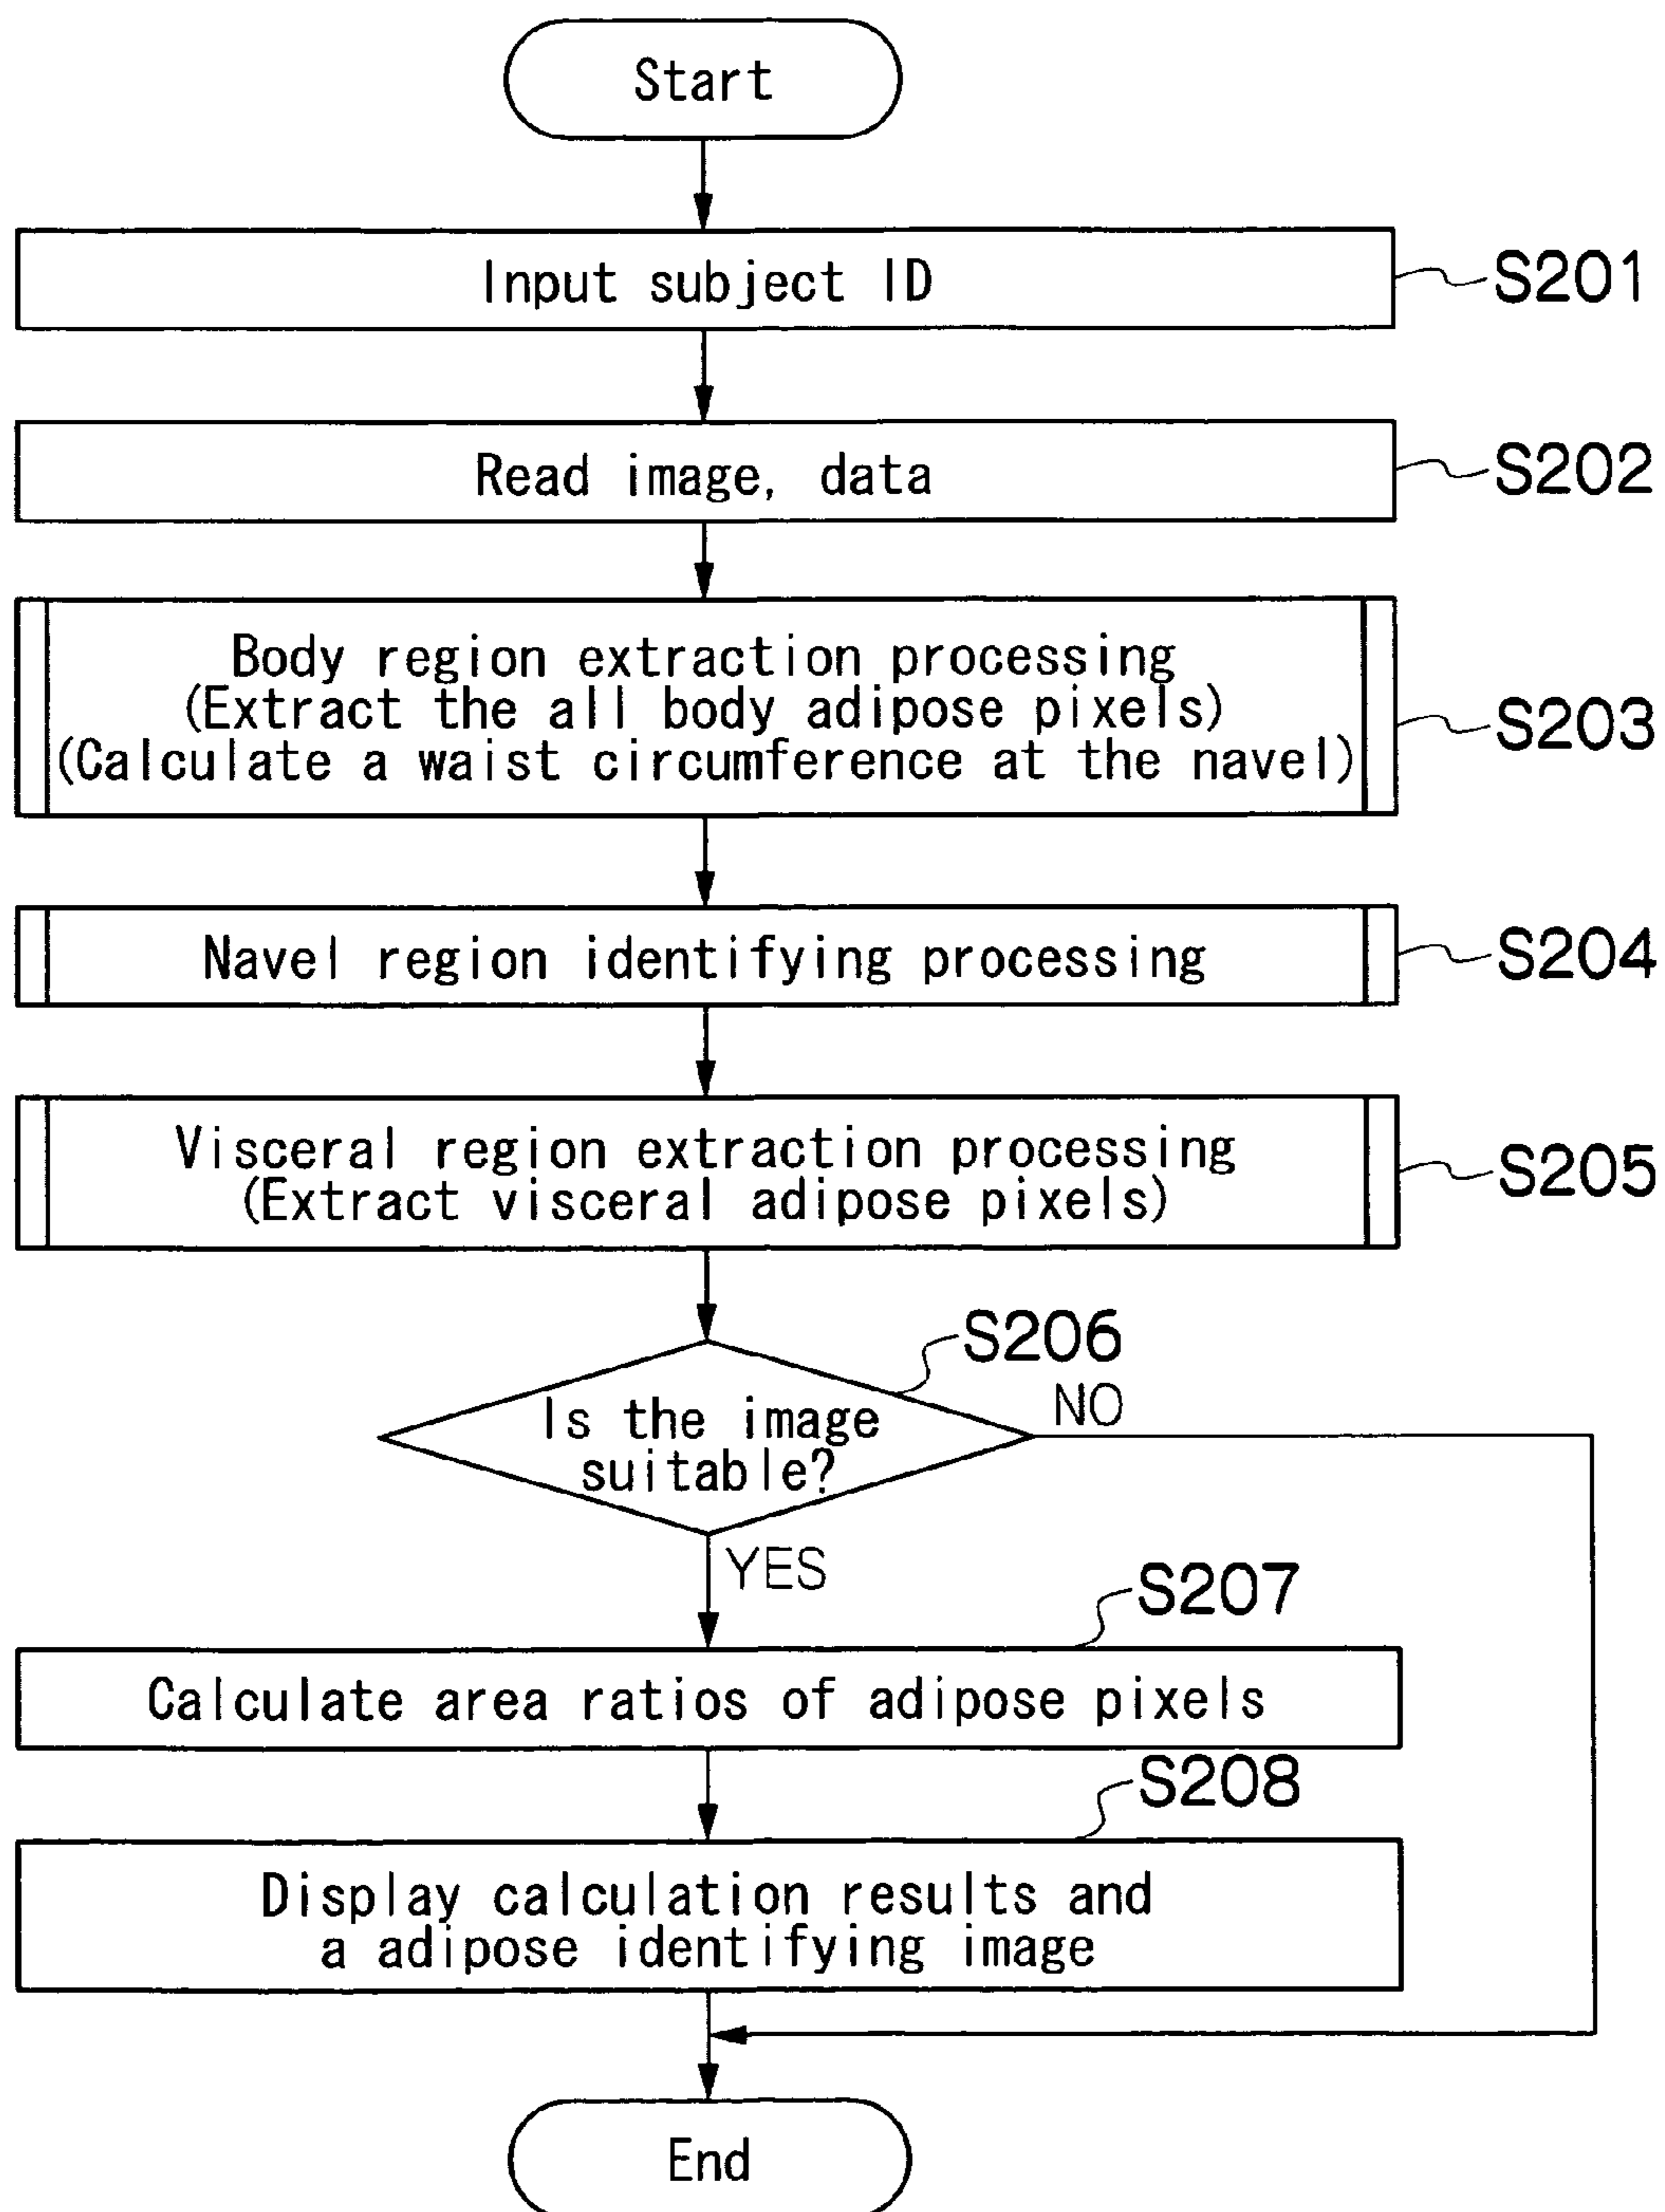 Start
Input subject ID
S201
Read image, data
S202
Body region extraction processing
(Extract the all body adipose pixels)
(Calculate a waist circumference at the navel)
S203
Navel region identifying processing
S204
Visceral region extraction processing
(Extract visceral adipose pixels)
S205
S206
Is the image
suitable?
NO
YES
S207
Calculate area ratios of adipose pixels
S208
Display calculation results and
a adipose identifying image
End